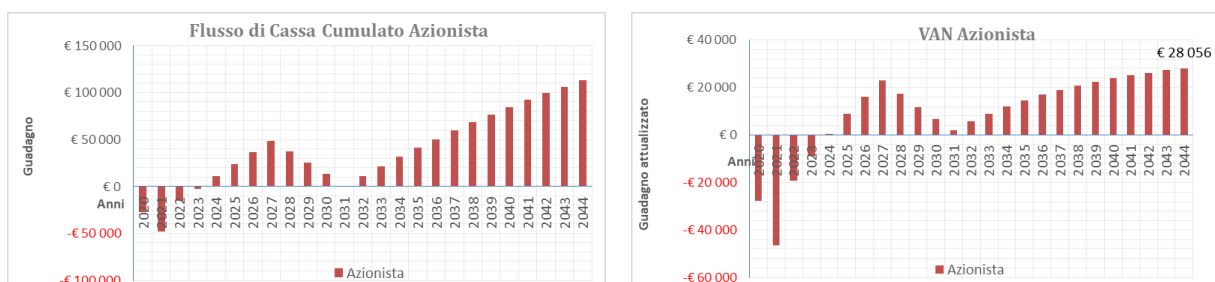 Flusso di Cassa Cumulato Azionista
€ 150 000
€ 100 000
€ 50 000
€ 0
-€ 50 000
-€ 100 000
Guadagno
Anni
2020
2021
2022
2023
2024
2025
2026
2027
2028
2029
2030
2031
2032
2033
2034
2035
2036
2037
2038
2039
2040
2041
2042
2043
2044
Azionista
VAN Azionista
€ 28 056
€ 40 000
€ 20 000
€ 0
-€ 20 000
-€ 40 000
-€ 60 000
Guadagno attualizzato
Anni
2020
2021
2022
2023
2024
2025
2026
2027
2028
2029
2030
2031
2032
2033
2034
2035
2036
2037
2038
2039
2040
2041
2042
2043
2044
Azionista